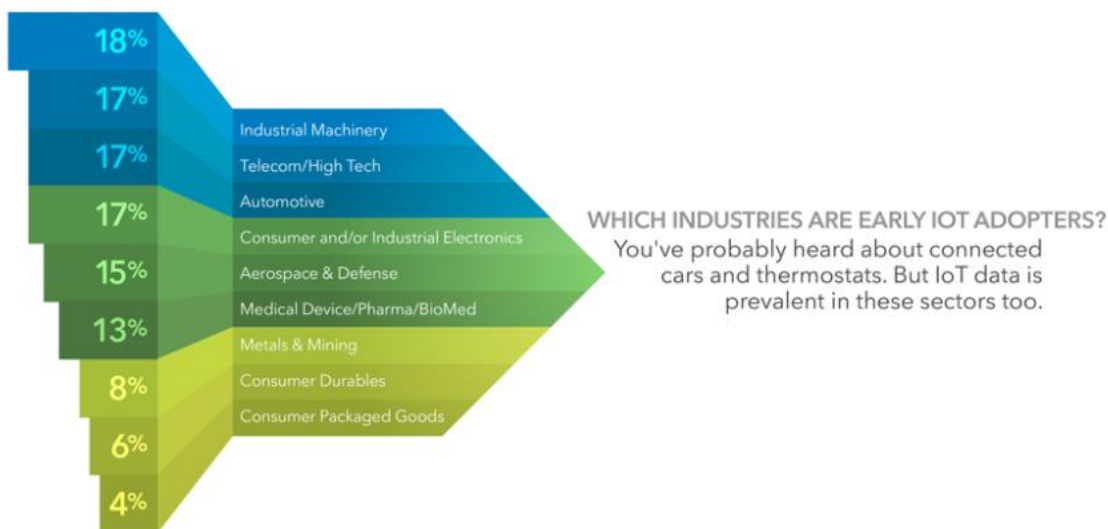 18%
17%
17%
17%
15%
13%
8%
6%
4%
Industrial Machinery
Telecom/High Tech
Automotive
Consumer and/or Industrial Electronics
Aerospace & Defense
Medical Device/Pharma/BioMed
Metals & Mining
Consumer Durables
Consumer Packaged Goods
WHICH INDUSTRIES ARE EARLY IOT ADOPTERS?
You've probably heard about connected
cars and thermostats. But IoT data is
prevalent in these sectors too.